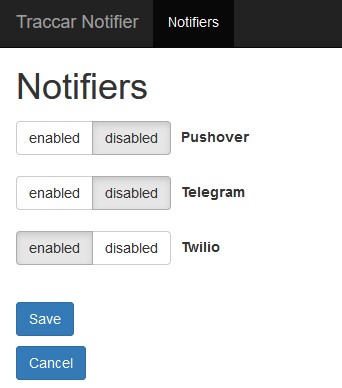 Traccar Notifier Notifiers
Notifiers
enabled disabled Pushover
enabled disabled Telegram
enabled disabled Twilio
Save
Cancel